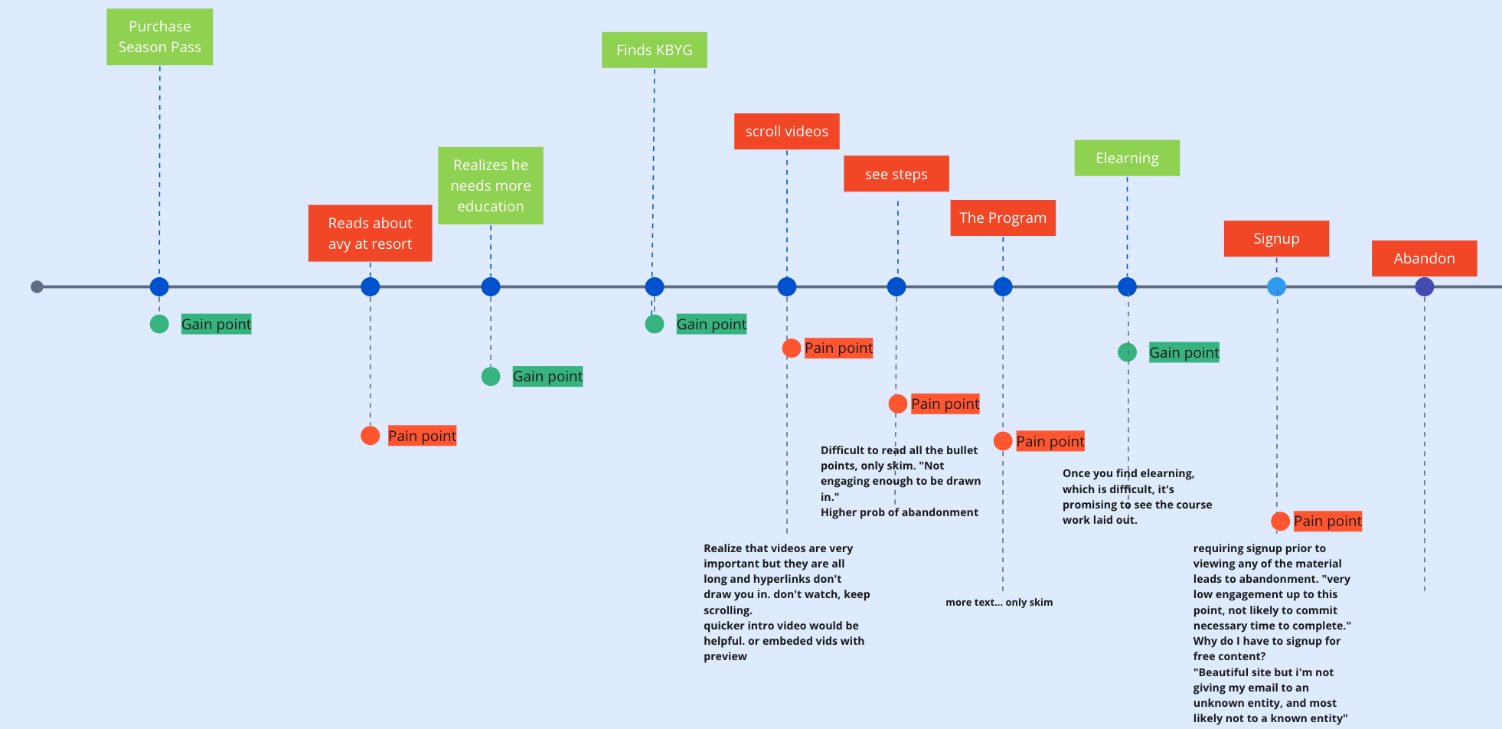 Purchase
Season Pass
Reads about
avy at resort
Realizes he
needs more
education
Finds KBYG
scroll videos
see steps
The Program
Elearning
Signup
Abandon
Gain point
Pain point
Gain point
Gain point
Pain point
Realize that videos are very
important but they are all
long and hyperlinks don't
draw you in. don't watch, keep
scrolling.
quicker intro video would be
helpful. or embeded vids with
preview
Pain point
Difficult to read all the bullet
points, only skim. "Not
engaging enough to be drawn
in."
Higher prob of abandonment
Pain point
more text... only skim
Gain point
Once you find elearning,
which is difficult, it's
promising to see the course
work laid out.
Pain point
requiring signup prior to
viewing any of the material
leads to abandonment. "very
low engagement up to this
point, not likely to commit
necessary time to complete."
Why do I have to signup for
free content?
"Beautiful site but i'm not
giving my email to an
unknown entity, and most
likely not to a known entity"